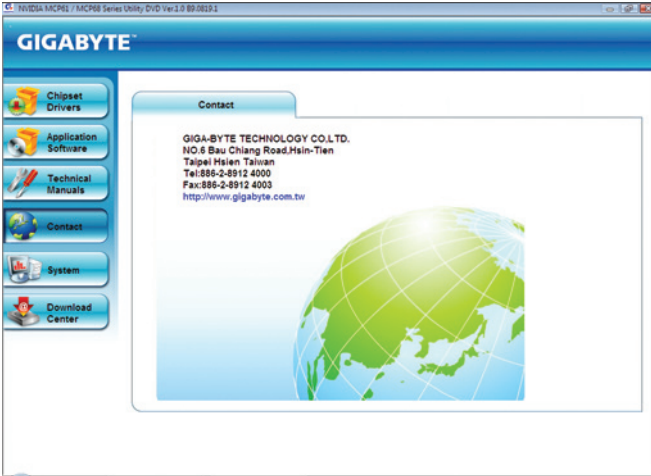 NVIDIA MCP61 / MCP68 Series Utility DVD Ver.1.0 B9.0819.1
GIGABYTE™
Chipset
Drivers
Application
Software
Technical
Manuals
Contact
System
Download
Center
Contact
GIGA-BYTE TECHNOLOGY CO.LTD.
NO.6 Bau Chiang Road,Hsin-Tien
Taipei Hsien Taiwan
Tel:886-2-8912 4000
Fax:886-2-8912 4003
http://www.gigabyte.com.tw